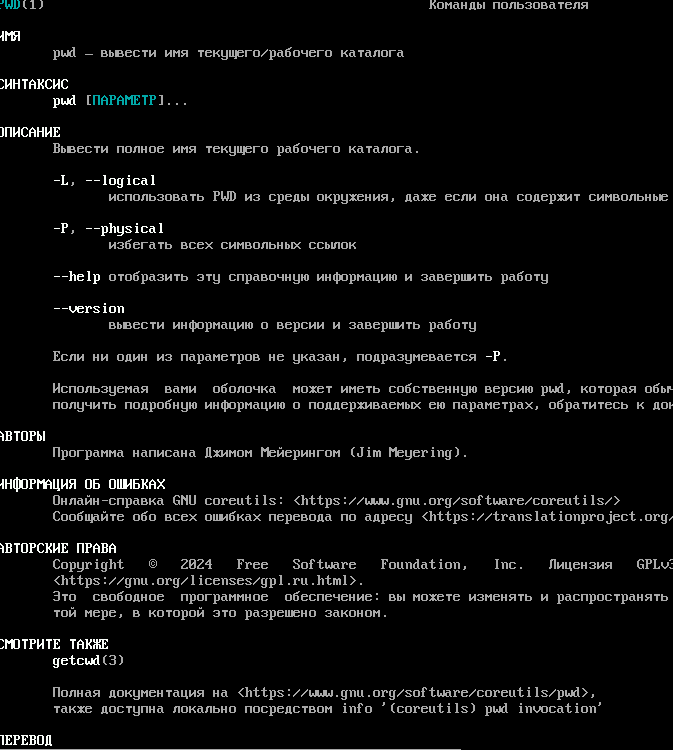 PWD(1) Команды пользователя
ИМЯ
pwd – вывести имя текущего/рабочего каталога
СИНТАКСИС
pwd [ПАРАМЕТР]...
ОПИСАНИЕ
Вывести полное имя текущего рабочего каталога.
-L, --logical
использовать PWD из среды окружения, даже если она содержит символьные
-P, --physical
избегать всех символьных ссылок
--help отобразить эту справочную информацию и завершить работу
--version
вывести информацию о версии и завершить работу
Если ни один из параметров не указан, подразумевается -P.
Используемая вами оболочка может иметь собственную версию pwd, которая обыч
получить подробную информацию о поддерживаемых ею параметрах, обратитесь к док
АВТОРЫ
Программа написана Джимом Мейерингом (Jim Meyering).
ИНФОРМАЦИЯ ОБ ОШИБКАХ
Онлайн-справка GNU coreutils: <https://www.gnu.org/software/coreutils/>
Сообщайте обо всех ошибках перевода по адресу <https://translationproject.org/
АВТОРСКИЕ ПРАВА
Copyright © 2024 Free Software Foundation, Inc. Лицензия GPLv3
<https://gnu.org/licenses/gpl.ru.html>.
Это свободное программное обеспечение: вы можете изменять и распространять
той мере, в которой это разрешено законом.
СМОТРИТЕ ТАКЖЕ
getcwd(3)
Полная документация на <https://www.gnu.org/software/coreutils/pwd>,
также доступна локально посредством info '(coreutils) pwd invocation'
ПЕРЕВОД